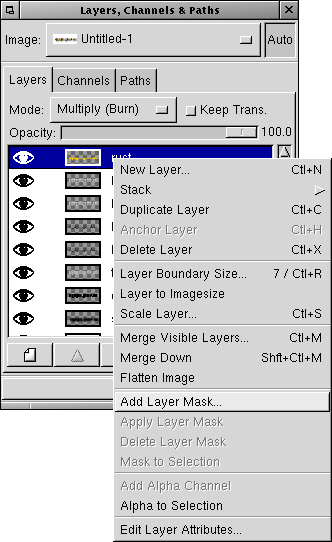 Layers, Channels & Paths
Image: Untitled-1 Auto
Layers Channels Paths
Mode: Multiply (Burn) Keep Trans.
Opacity: 100.0
rust
New Layer... Ctl+N
Stack
Duplicate Layer Ctl+C
Anchor Layer Ctl+H
Delete Layer Ctl+X
Layer Boundary Size... 7 / Ctl+R
Layer to Imagesize
Scale Layer... Ctl+S
Merge Visible Layers... Ctl+M
Merge Down Shft+Ctl+M
Flatten Image
Add Layer Mask...
Apply Layer Mask
Delete Layer Mask
Mask to Selection
Add Alpha Channel
Alpha to Selection
Edit Layer Attributes...